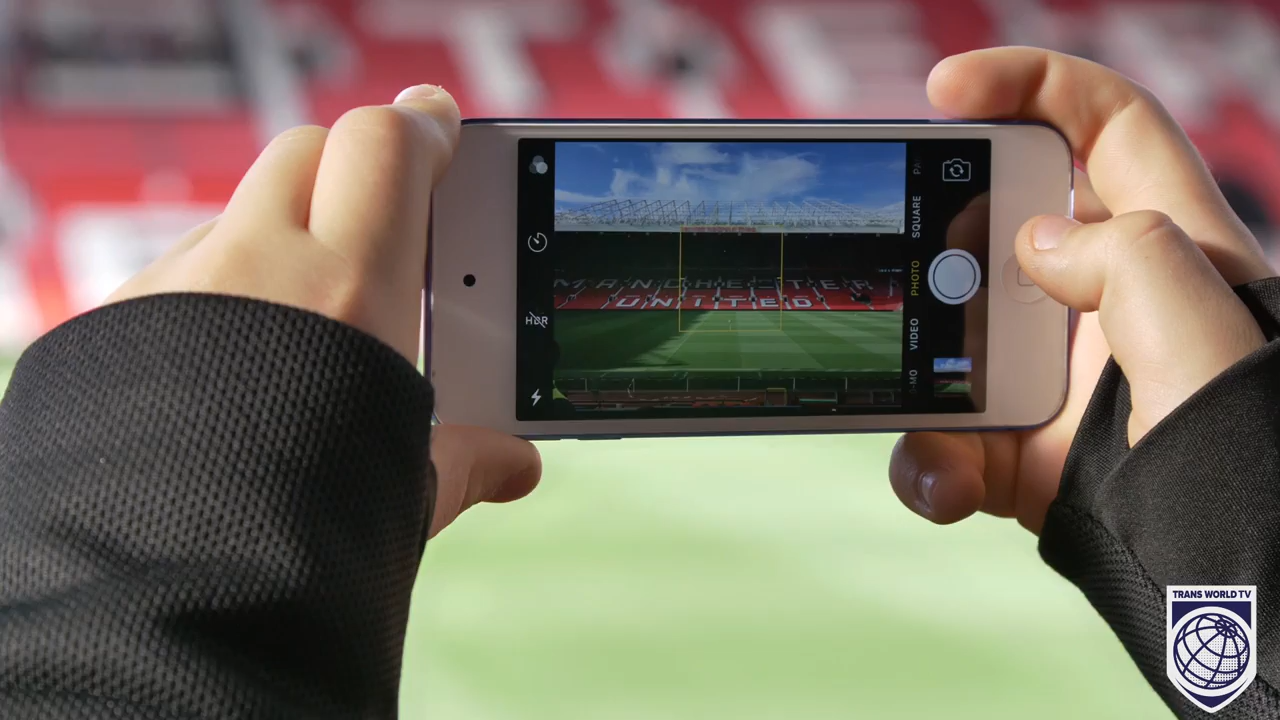 MANCHESTER
UNITED
HDR
SQUARE
PHOTO
VIDEO
TRANS WORLD TV